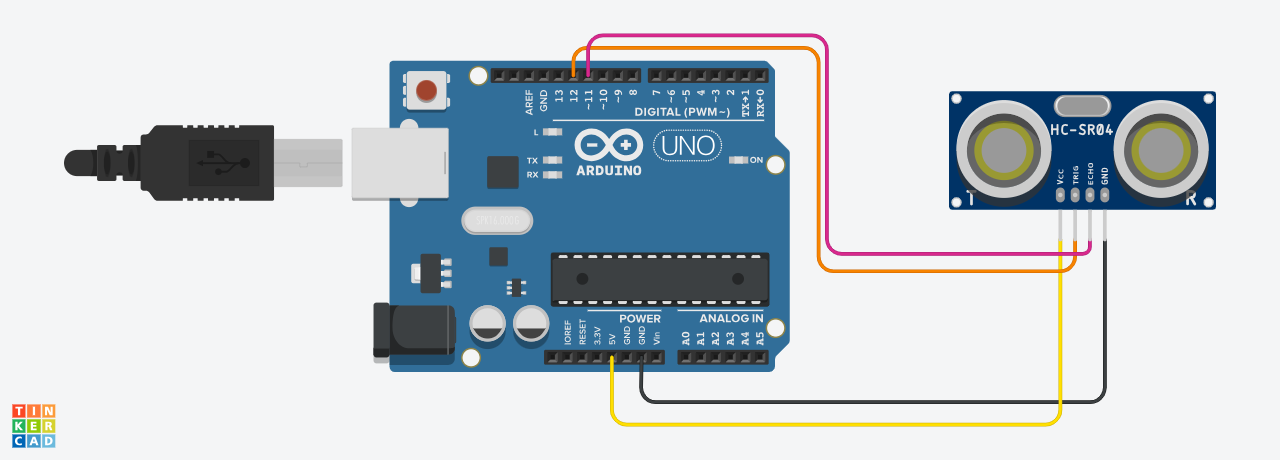 AREF
GND
13
12
~11
~10
~9
8
7
~6
~5
4
~3
2
TX→1
RX←0
DIGITAL (PWM~)
L
TX
RX
ARDUINO
UNO
ON
HC-SR04
Vcc
TRIG
ECHO
GND
T
R
POWER
ANALOG IN
IOREF
RESET
3.3V
5V
GND
GND
Vin
A0
A1
A2
A3
A4
A5
TIN
KER
CAD